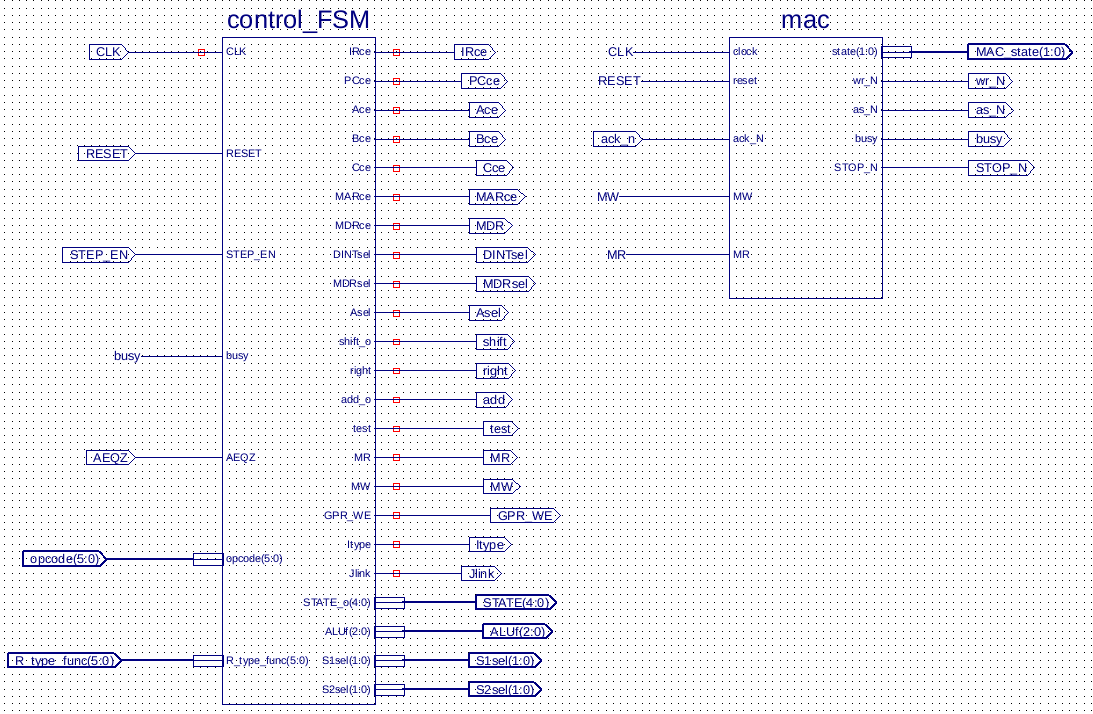 control_FSM
mac
CLK
CLK
IRce
IRce
CLK
clock
state(1:0)
MAC_state(1:0)
PCce
PCce
RESET
reset
wr_N
wr_N
Ace
Ace
as_N
as_N
Bce
Bce
ack_n
ack_N
busy
busy
RESET
RESET
Cce
Cce
STOP_N
STOP_N
MARce
MARce
MW
MW
MDRce
MDR
STEP_EN
STEP_EN
DINTsel
DINTsel
MR
MR
MDRsel
MDRsel
Asel
Asel
shift_o
shift
busy
busy
right
right
add_o
add
test
test
AEQZ
AEQZ
MR
MR
MW
MW
GPR_WE
GPR_WE
Itype
Itype
opcode(5:0)
opcode(5:0)
Jlink
Jlink
STATE_o(4:0)
STATE(4:0)
ALUf(2:0)
ALUf(2:0)
R_type_func(5:0)
R_type_func(5:0)
S1sel(1:0)
S1sel(1:0)
S2sel(1:0)
S2sel(1:0)